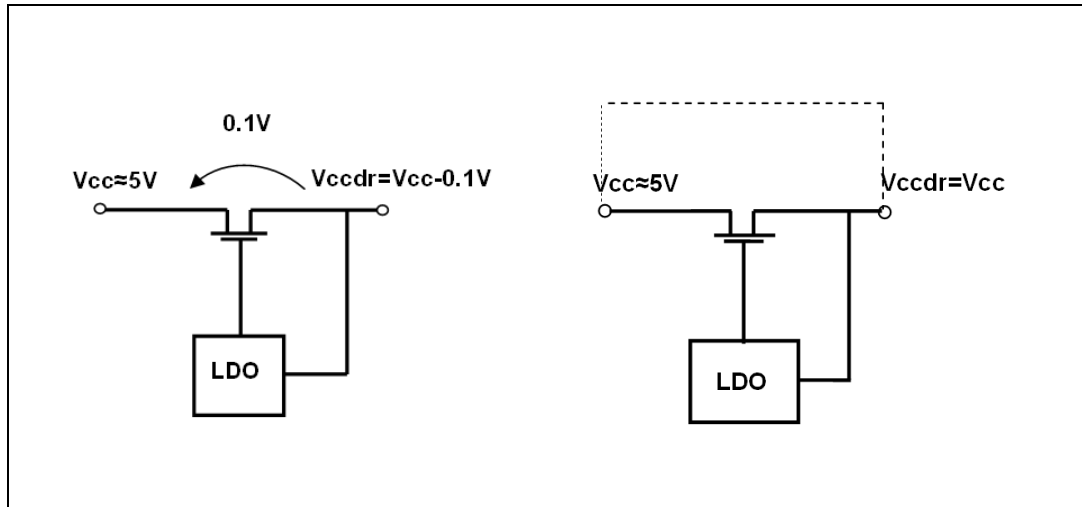 0.1V
Vcc≈5V
Vccdr=Vcc-0.1V
LDO
Vcc≈5V
Vccdr=Vcc
LDO